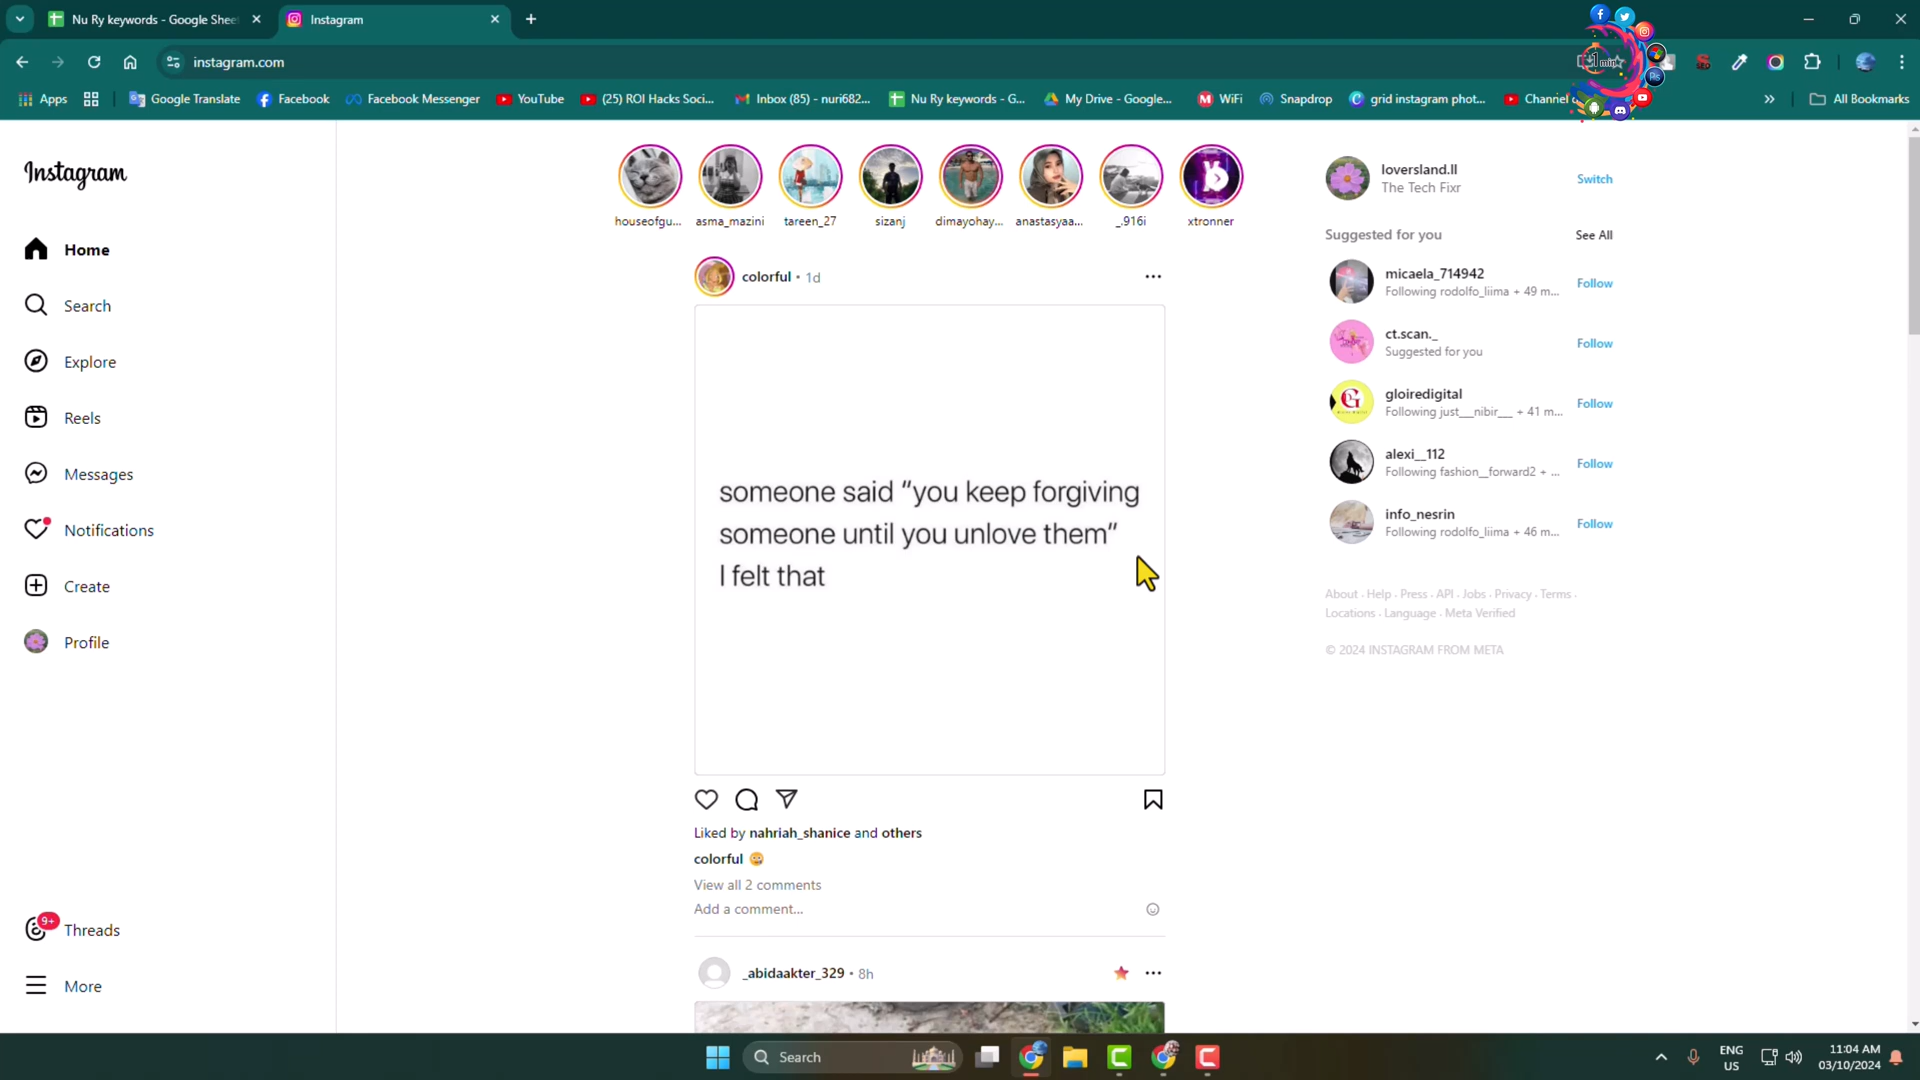 Nu Ry keywords - Google Shee
Instagram
instagram.com
1 min
Apps
Google Translate
Facebook
Facebook Messenger
YouTube
(25) ROI Hacks Soci...
Inbox (85) - nuri682...
Nu Ry keywords - G...
My Drive - Google...
WiFi
Snapdrop
grid instagram phot...
Channel
All Bookmarks
Instagram
Home
Search
Explore
Reels
Messages
Notifications
Create
Profile
9+
Threads
More
houseofgu...
asma_mazini
tareen_27
sizanj
dimayohay...
anastasyaa...
_.916i
xtronner
colorful • 1d
someone said “you keep forgiving
someone until you unlove them”
I felt that
Liked by nahriah_shanice and others
colorful
View all 2 comments
Add a comment...
_abidaakter_329 • 8h
loversland.ll
The Tech Fixr
Switch
Suggested for you
See All
micaela_714942
Following rodolfo_liima + 49 m...
Follow
ct.scan._
Suggested for you
Follow
gloiredigital
Following just___nibir___ + 41 m...
Follow
alexi__112
Following fashion__forward2 + ...
Follow
info_nesrin
Following rodolfo_liima + 46 m...
Follow
About · Help · Press · API · Jobs · Privacy · Terms ·
Locations · Language · Meta Verified
© 2024 INSTAGRAM FROM META
Search
ENG
US
11:04 AM
03/10/2024